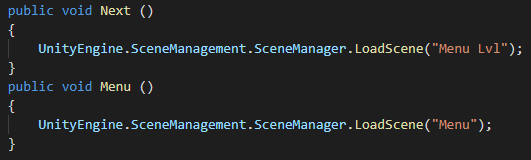 public void Next ()
{
    UnityEngine.SceneManagement.SceneManager.LoadScene("Menu Lvl");
}
public void Menu ()
{
    UnityEngine.SceneManagement.SceneManager.LoadScene("Menu");
}